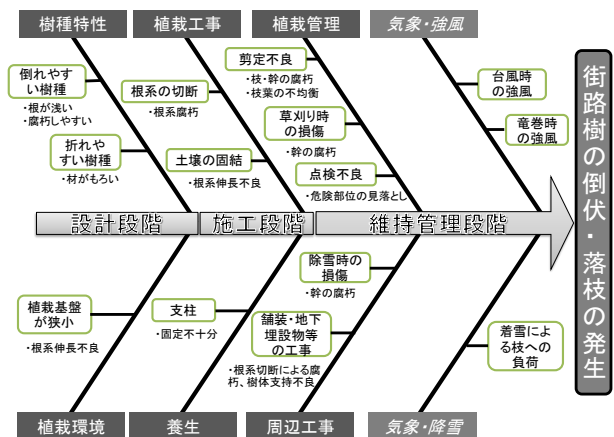 樹種特性
植栽工事
植栽管理
気象・強風
倒れやす
い樹種
・根が浅い
・腐朽しやすい
折れや
すい樹種
・材がもろい
根系の切断
・根系腐朽
土壌の固結
・根系伸長不良
剪定不良
・枝・幹の腐朽
・枝葉の不均衡
草刈り時
の損傷
・幹の腐朽
点検不良
・危険部位の見落とし
台風時
の強風
竜巻時
の強風
設計段階
施工段階
維持管理段階
街路樹の倒伏・落枝の発生
植栽基盤
が狭小
・根系伸長不良
支柱
・固定不十分
除雪時の
損傷
・幹の腐朽
舗装・地下
埋設物等
の工事
・根系切断による腐
朽、樹体支持不良
着雪によ
る枝への
負荷
植栽環境
養生
周辺工事
気象・降雪